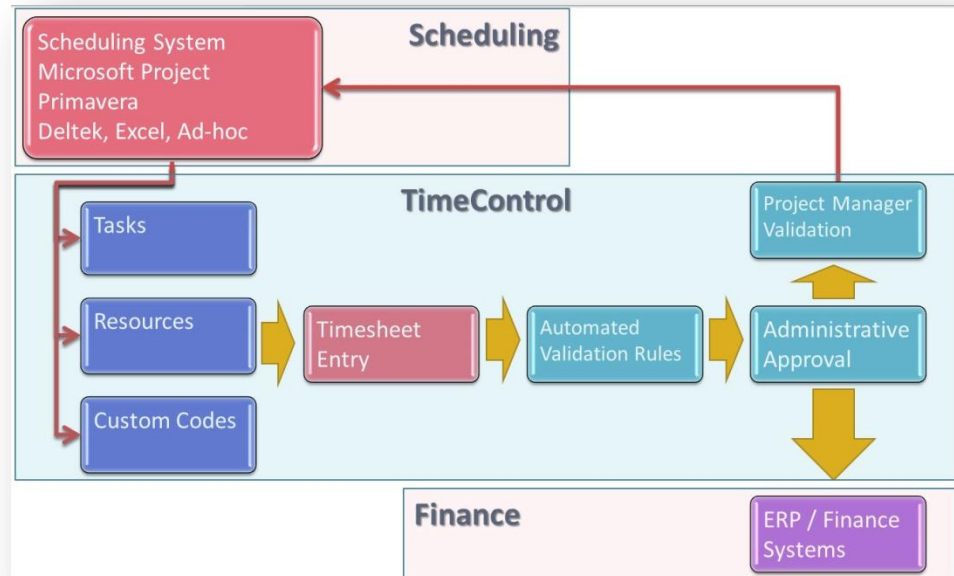 Scheduling
Scheduling System
Microsoft Project
Primavera
Deltek, Excel, Ad-hoc
TimeControl
Tasks
Resources
Custom Codes
Timesheet
Entry
Automated
Validation Rules
Administrative
Approval
Project Manager
Validation
Finance
ERP / Finance
Systems